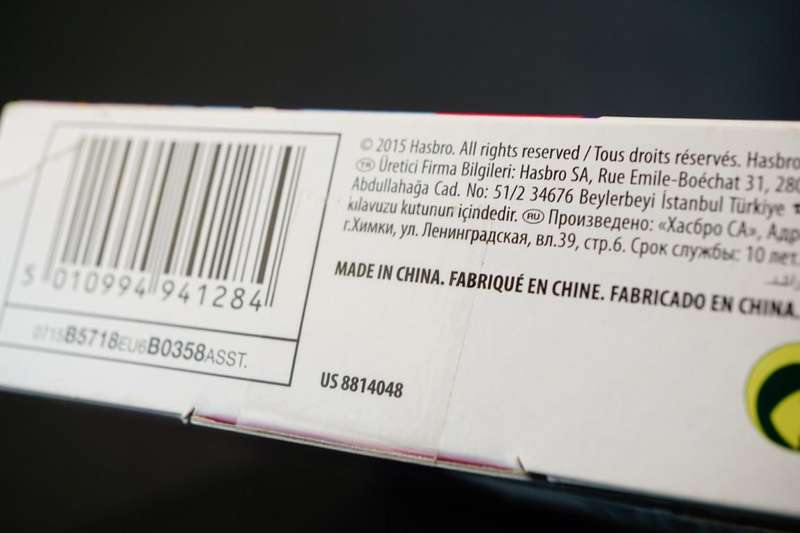 5 010994 941284
0715B5718EU6B0358ASST.
© 2015 Hasbro. All rights reserved / Tous droits réservés. Hasbro
TR Üretici Firma Bilgileri: Hasbro SA, Rue Emile-Boéchat 31, 280
Abdullahağa Cad. No: 51/2 34676 Beylerbeyi İstanbul Türkiye
kılavuzu kutunun içindedir. RU Произведено: «Хасбро СА», Адр
г.Химки, ул. Ленинградская, вл.39, стр.6. Срок службы: 10 лет.
MADE IN CHINA. FABRIQUÉ EN CHINE. FABRICADO EN CHINA.
US 8814048